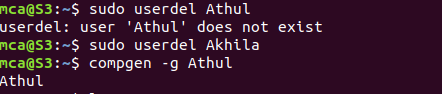 mca@S3:~$ sudo userdel Athul
userdel: user 'Athul' does not exist
mca@S3:~$ sudo userdel Akhila
mca@S3:~$ compgen -g Athul
Athul